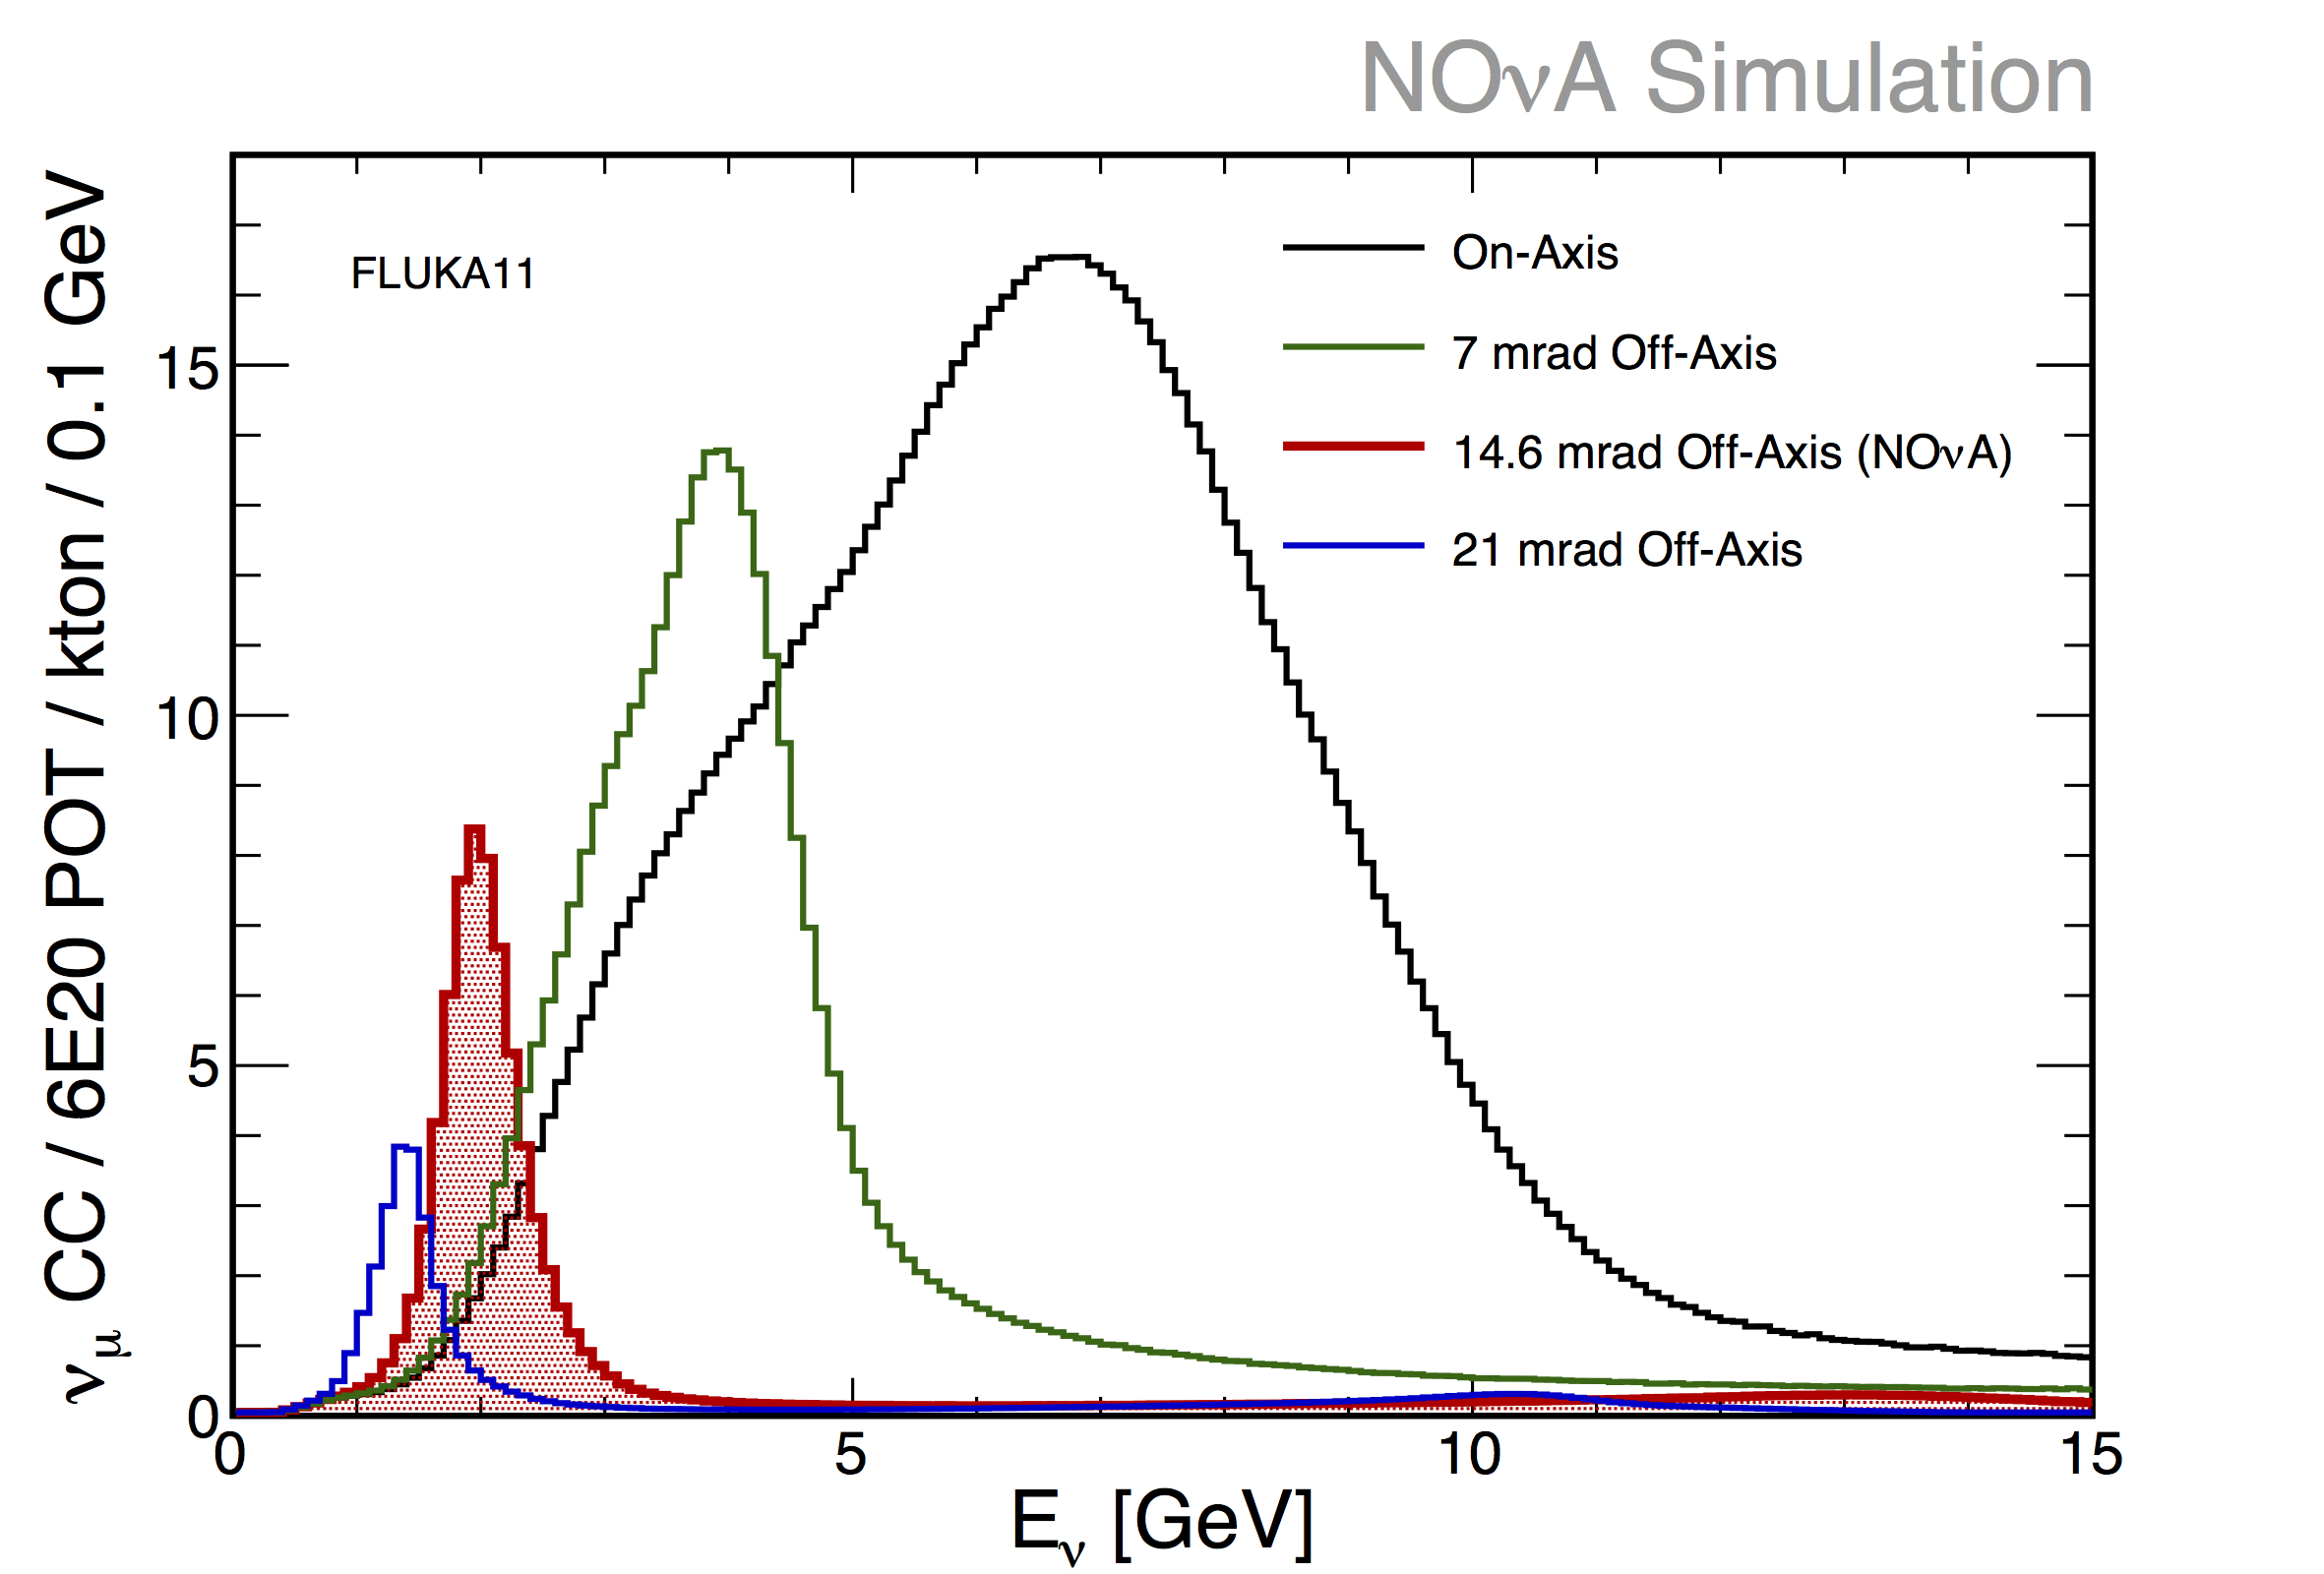 NOνA Simulation
FLUKA11
On-Axis
7 mrad Off-Axis
14.6 mrad Off-Axis (NOνA)
21 mrad Off-Axis
νμ CC / 6E20 POT / kton / 0.1 GeV
15
10
5
0
0 5 10 15
Eν [GeV]